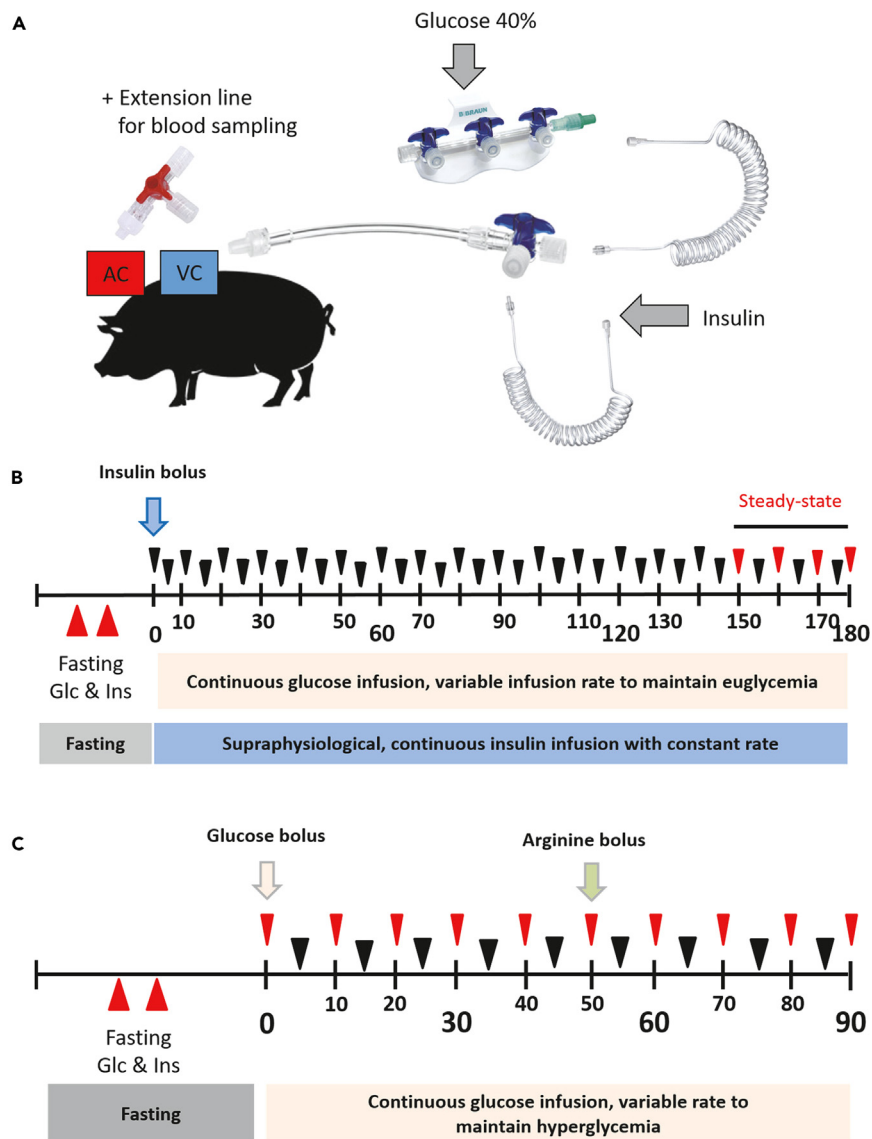 A
Glucose 40%
+ Extension line
for blood sampling
B|BRAUN
AC
VC
Insulin
B
Insulin bolus
Steady-state
0
10
30
50
60
70
90
110
120
130
150
170
180
Fasting
Glc & Ins
Continuous glucose infusion, variable infusion rate to maintain euglycemia
Fasting
Supraphysiological, continuous insulin infusion with constant rate
C
Glucose bolus
Arginine bolus
0
10
20
30
40
50
60
70
80
90
Fasting
Glc & Ins
Fasting
Continuous glucose infusion, variable rate to
maintain hyperglycemia